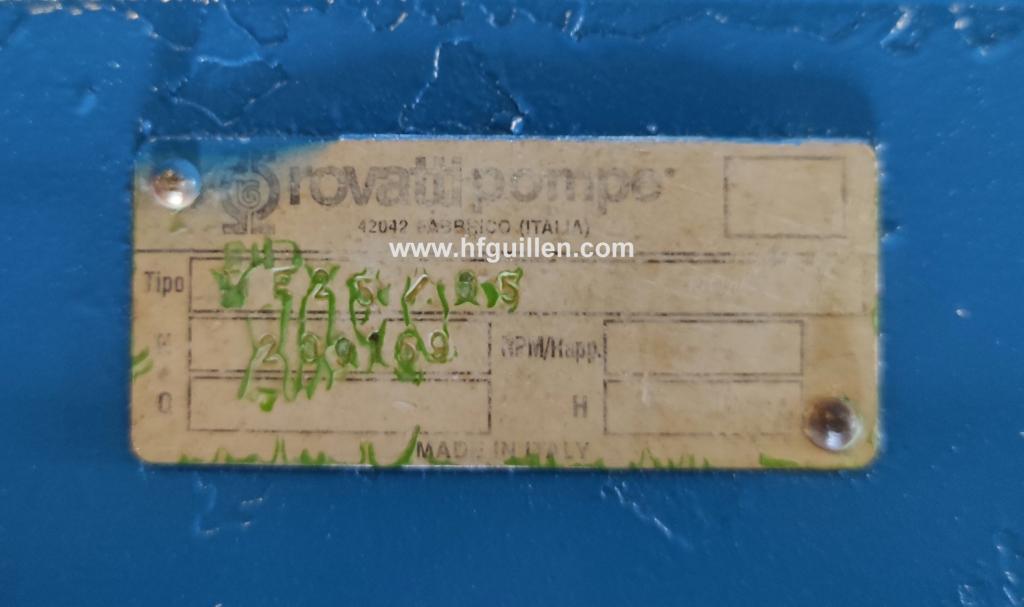 rovatti pompe
42042 FABBRICO (ITALIA)
www.hfguillen.com
Tipo
N
RPM/Rapp.
Q H
MADE IN ITALY